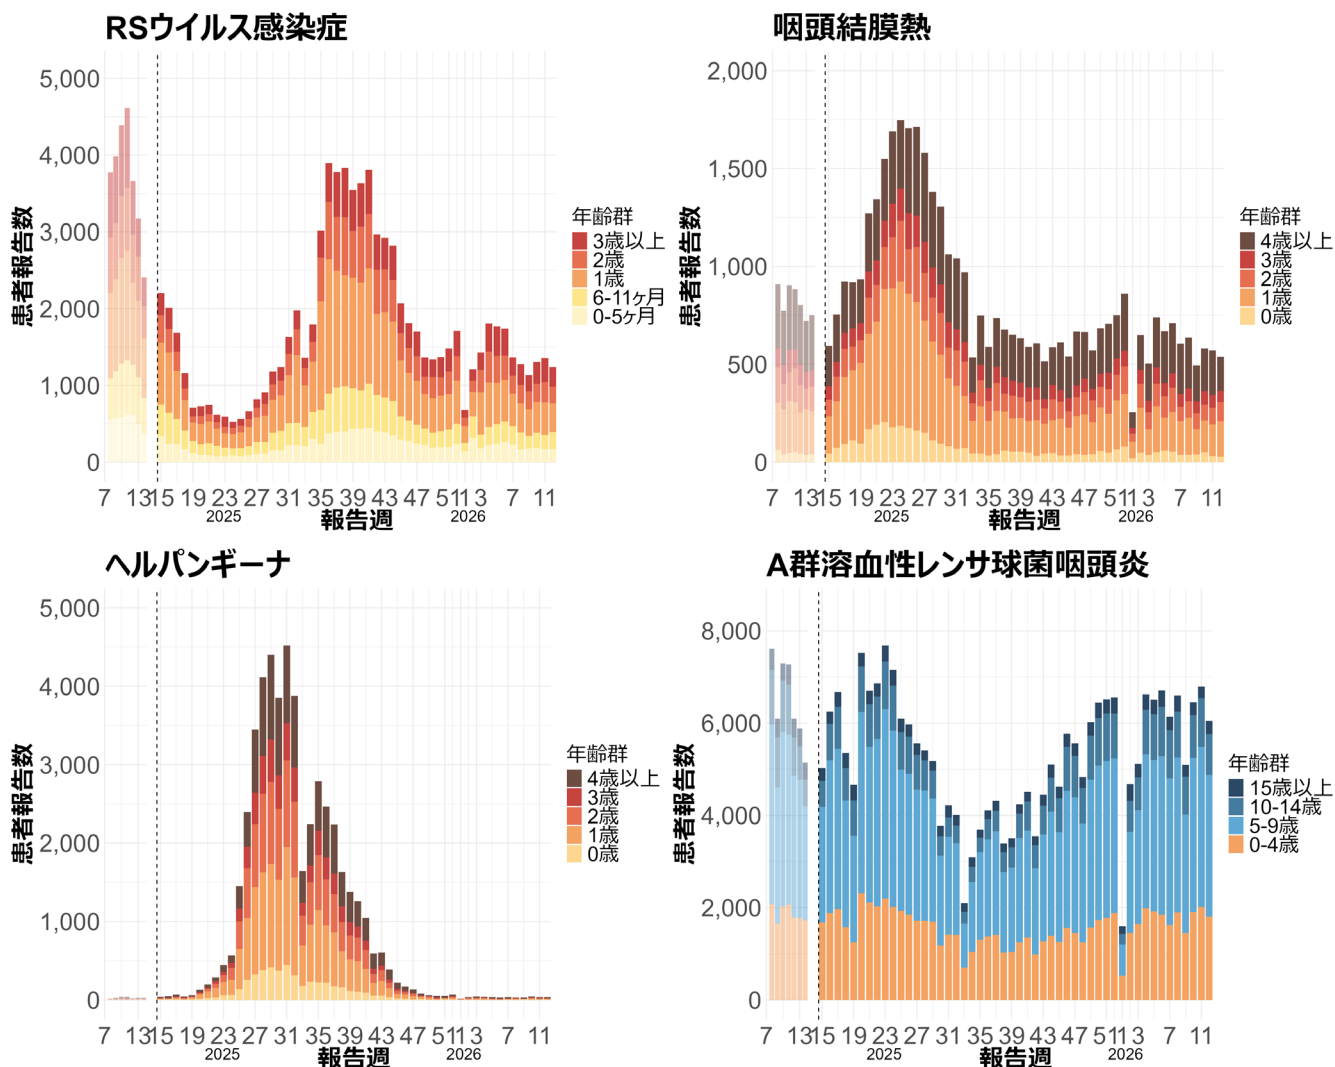 RSウイルス感染症
5,000
4,000
3,000
2,000
1,000
0
患者報告数
7 13 15 19 23 27 31 35 39 43 47 51 1 3 7 11
2025 2026
報告週
年齢群
3歳以上
2歳
1歳
6-11ヶ月
0-5ヶ月
咽頭結膜熱
2,000
1,500
1,000
500
0
患者報告数
7 13 15 19 23 27 31 35 39 43 47 51 1 3 7 11
2025 2026
報告週
年齢群
4歳以上
3歳
2歳
1歳
0歳
ヘルパンギーナ
5,000
4,000
3,000
2,000
1,000
0
患者報告数
7 13 15 19 23 27 31 35 39 43 47 51 1 3 7 11
2025 2026
報告週
年齢群
4歳以上
3歳
2歳
1歳
0歳
A群溶血性レンサ球菌咽頭炎
8,000
6,000
4,000
2,000
0
患者報告数
7 13 15 19 23 27 31 35 39 43 47 51 1 3 7 11
2025 2026
報告週
年齢群
15歳以上
10-14歳
5-9歳
0-4歳